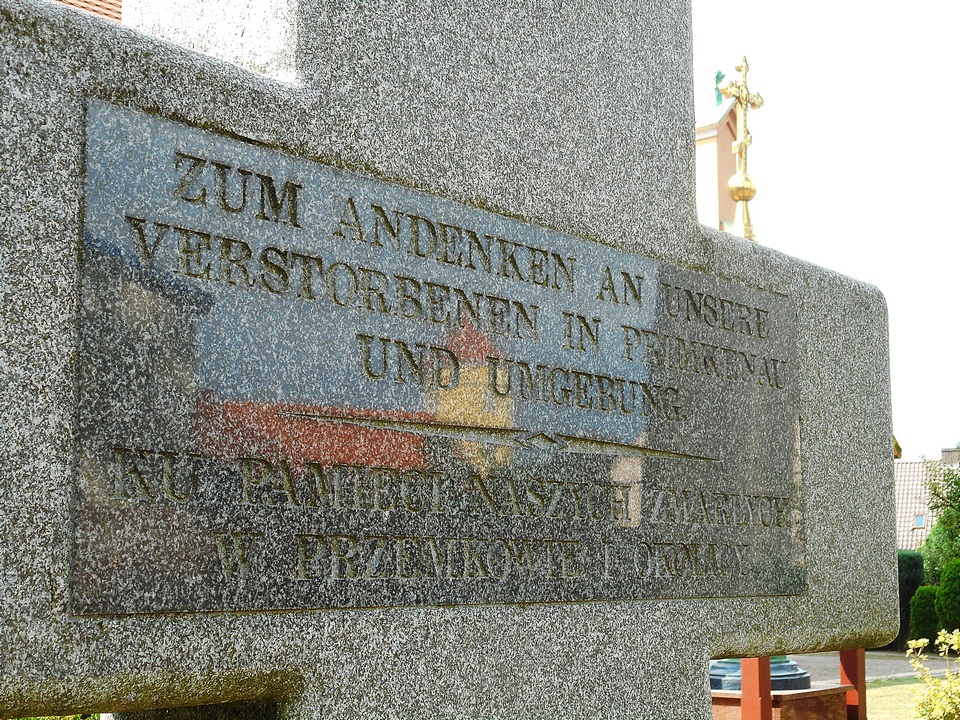 ZUM ANDENKEN AN UNSERE
VERSTORBENEN IN PRIMKENAU
UND UMGEBUNG
KU PAMIĘCI NASZYCH ZMARŁYCH
W PRZEMKOWIE I OKOLICY